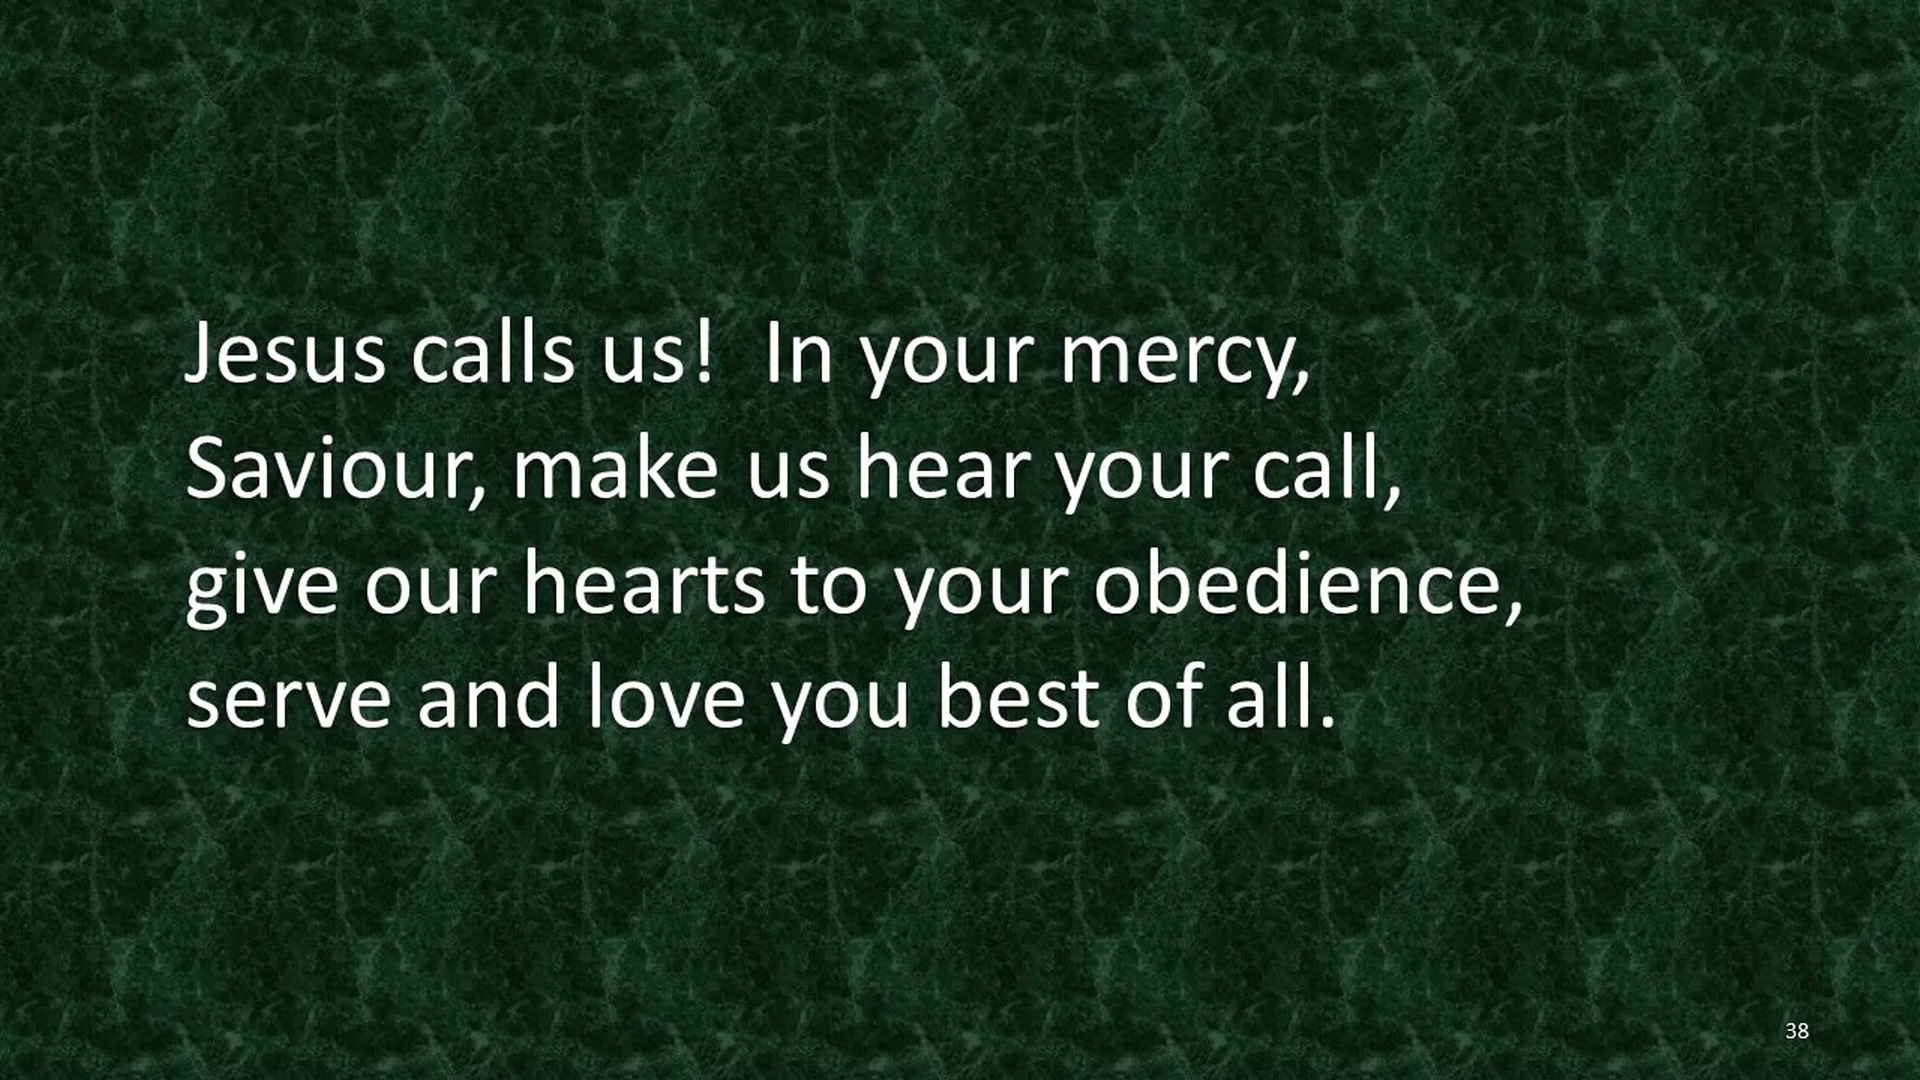 Jesus calls us!  In your mercy,
Saviour, make us hear your call,
give our hearts to your obedience,
serve and love you best of all.
38